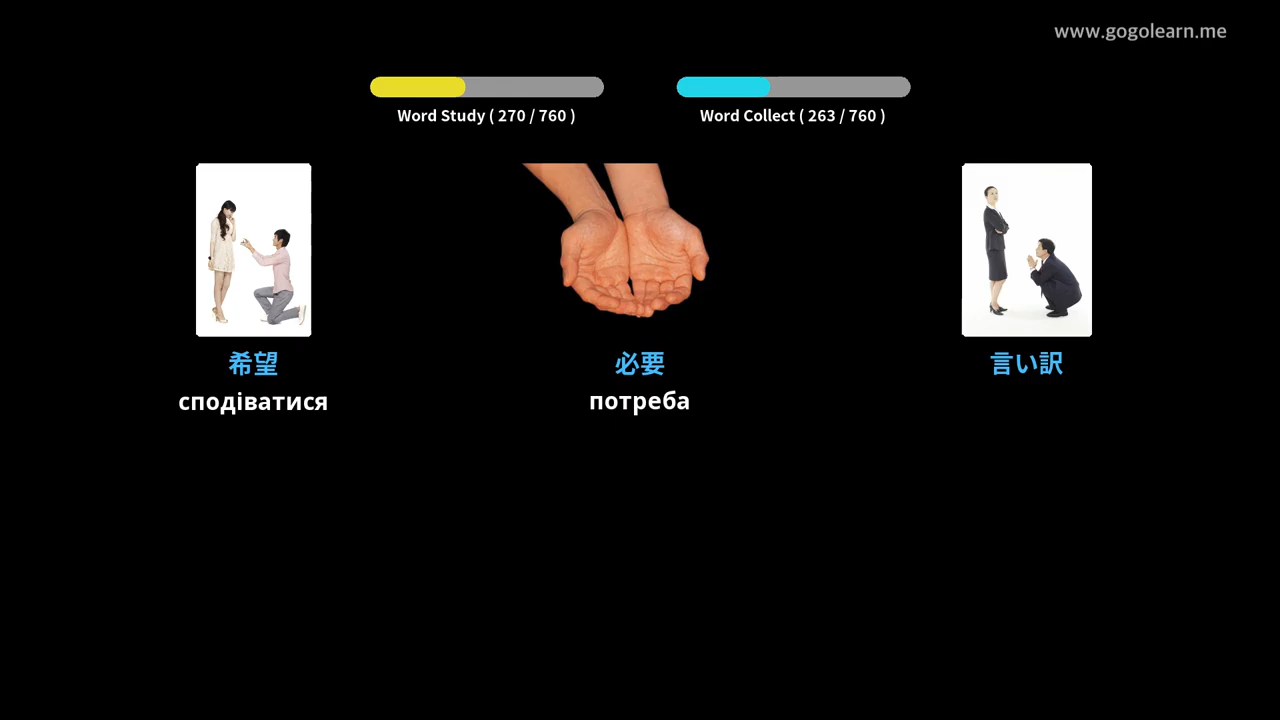 www.gogolearn.me
Word Study ( 270 / 760 )
Word Collect ( 263 / 760 )
希望
必要
言い訳
сподіватися
потреба